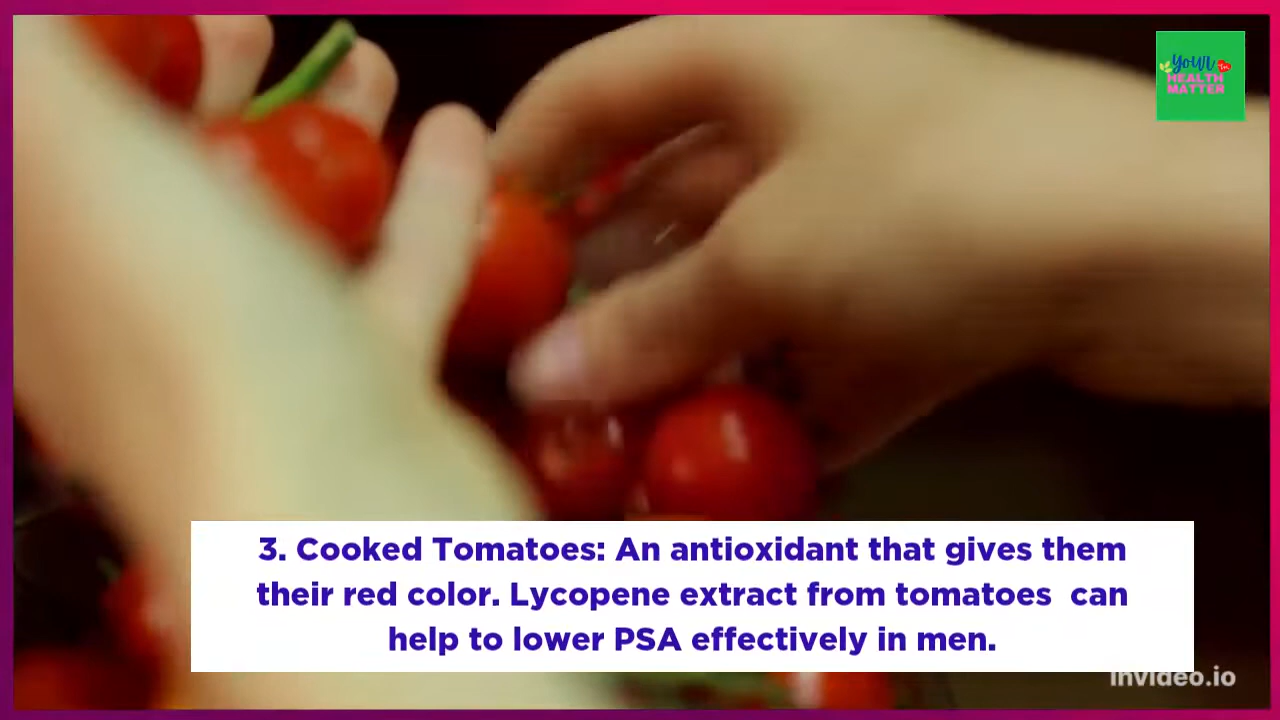 Your
HEALTH
MATTER
3. Cooked Tomatoes: An antioxidant that gives them
their red color. Lycopene extract from tomatoes can
help to lower PSA effectively in men.
invideo.io